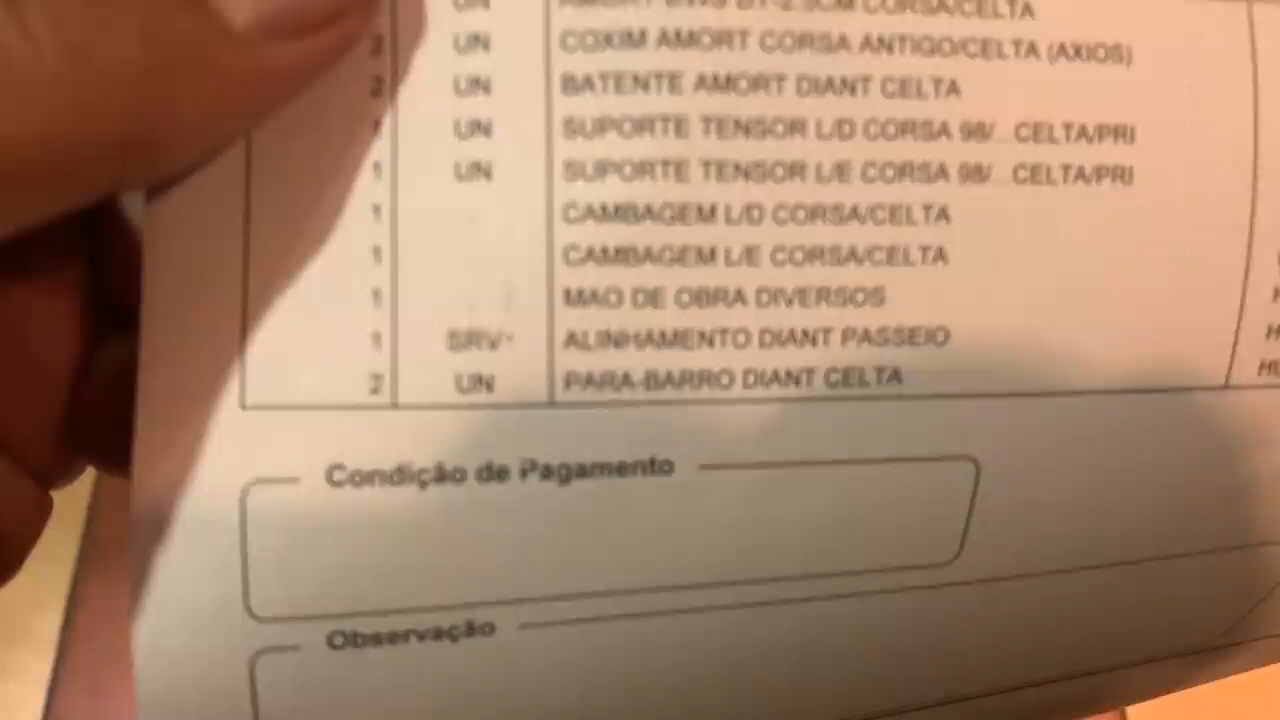 UN CORSA/CELTA
2 UN COXIM AMORT CORSA ANTIGO/CELTA (AXIOS)
2 UN BATENTE AMORT DIANT CELTA
1 UN SUPORTE TENSOR L/D CORSA 98/... CELTA/PRI
1 UN SUPORTE TENSOR L/E CORSA 98/... CELTA/PRI
1 CAMBAGEM L/D CORSA/CELTA
1 CAMBAGEM L/E CORSA/CELTA
1 MAO DE OBRA DIVERSOS
1 SRV* ALINHAMENTO DIANT PASSEIO
2 UN PARA-BARRO DIANT CELTA
Condição de Pagamento
Observação